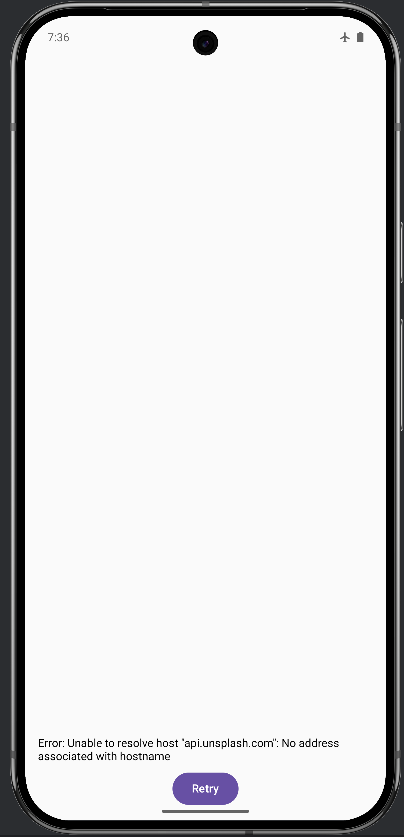 7:36
Error: Unable to resolve host "api.unsplash.com": No address
associated with hostname
Retry